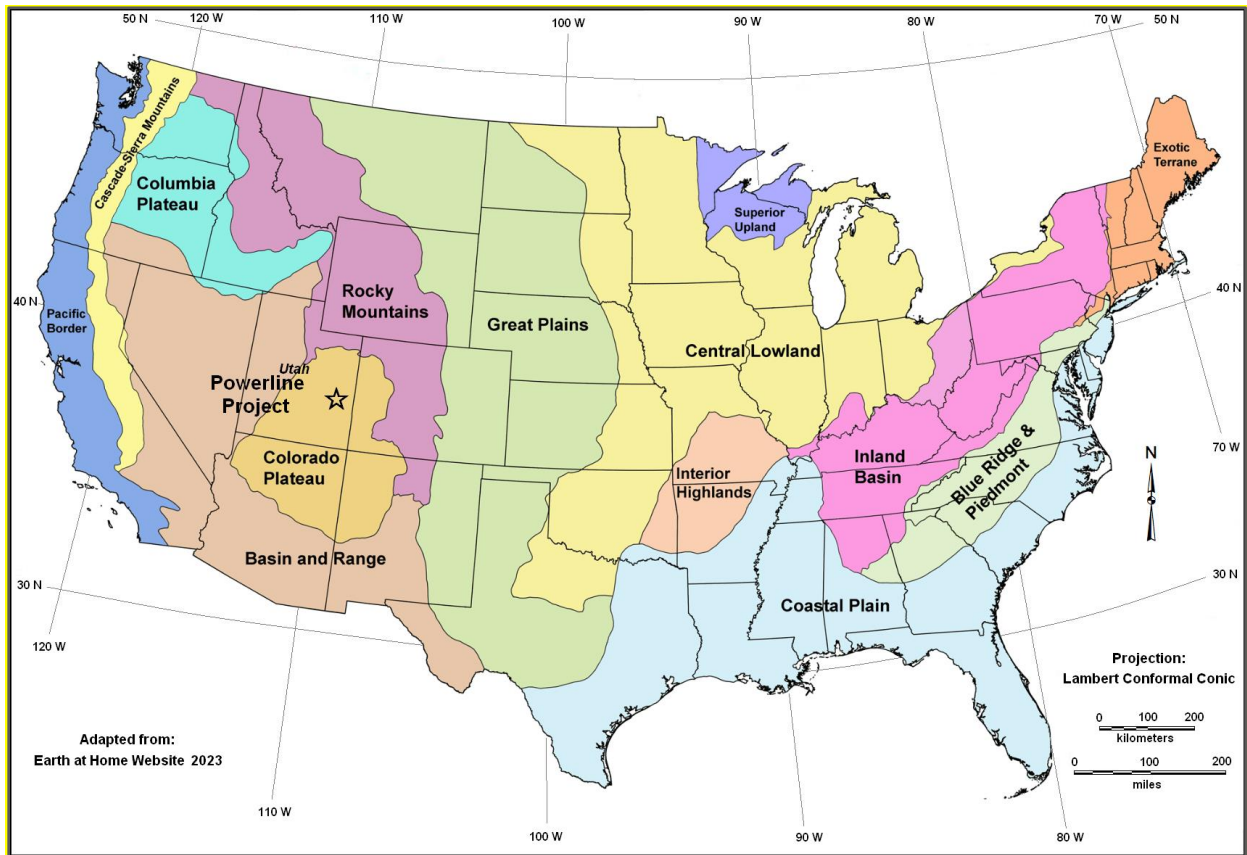 50 N
120 W
110 W
100 W
90 W
80 W
70 W
50 N
Cascade-Sierra Mountains
Exotic
Terrane
Columbia
Plateau
Superior
Upland
40 N
Pacific
Border
Rocky
Mountains
Great Plains
Central Lowland
40 N
Utah
Powerline
Project
Colorado
Plateau
Interior
Highlands
Inland
Basin
Blue Ridge &
Piedmont
70 W
N
Basin and Range
30 N
30 N
Coastal Plain
120 W
Projection:
Lambert Conformal Conic
0 100 200
kilometers
Adapted from:
Earth at Home Website 2023
0 100 200
miles
110 W
100 W
90 W
80 W